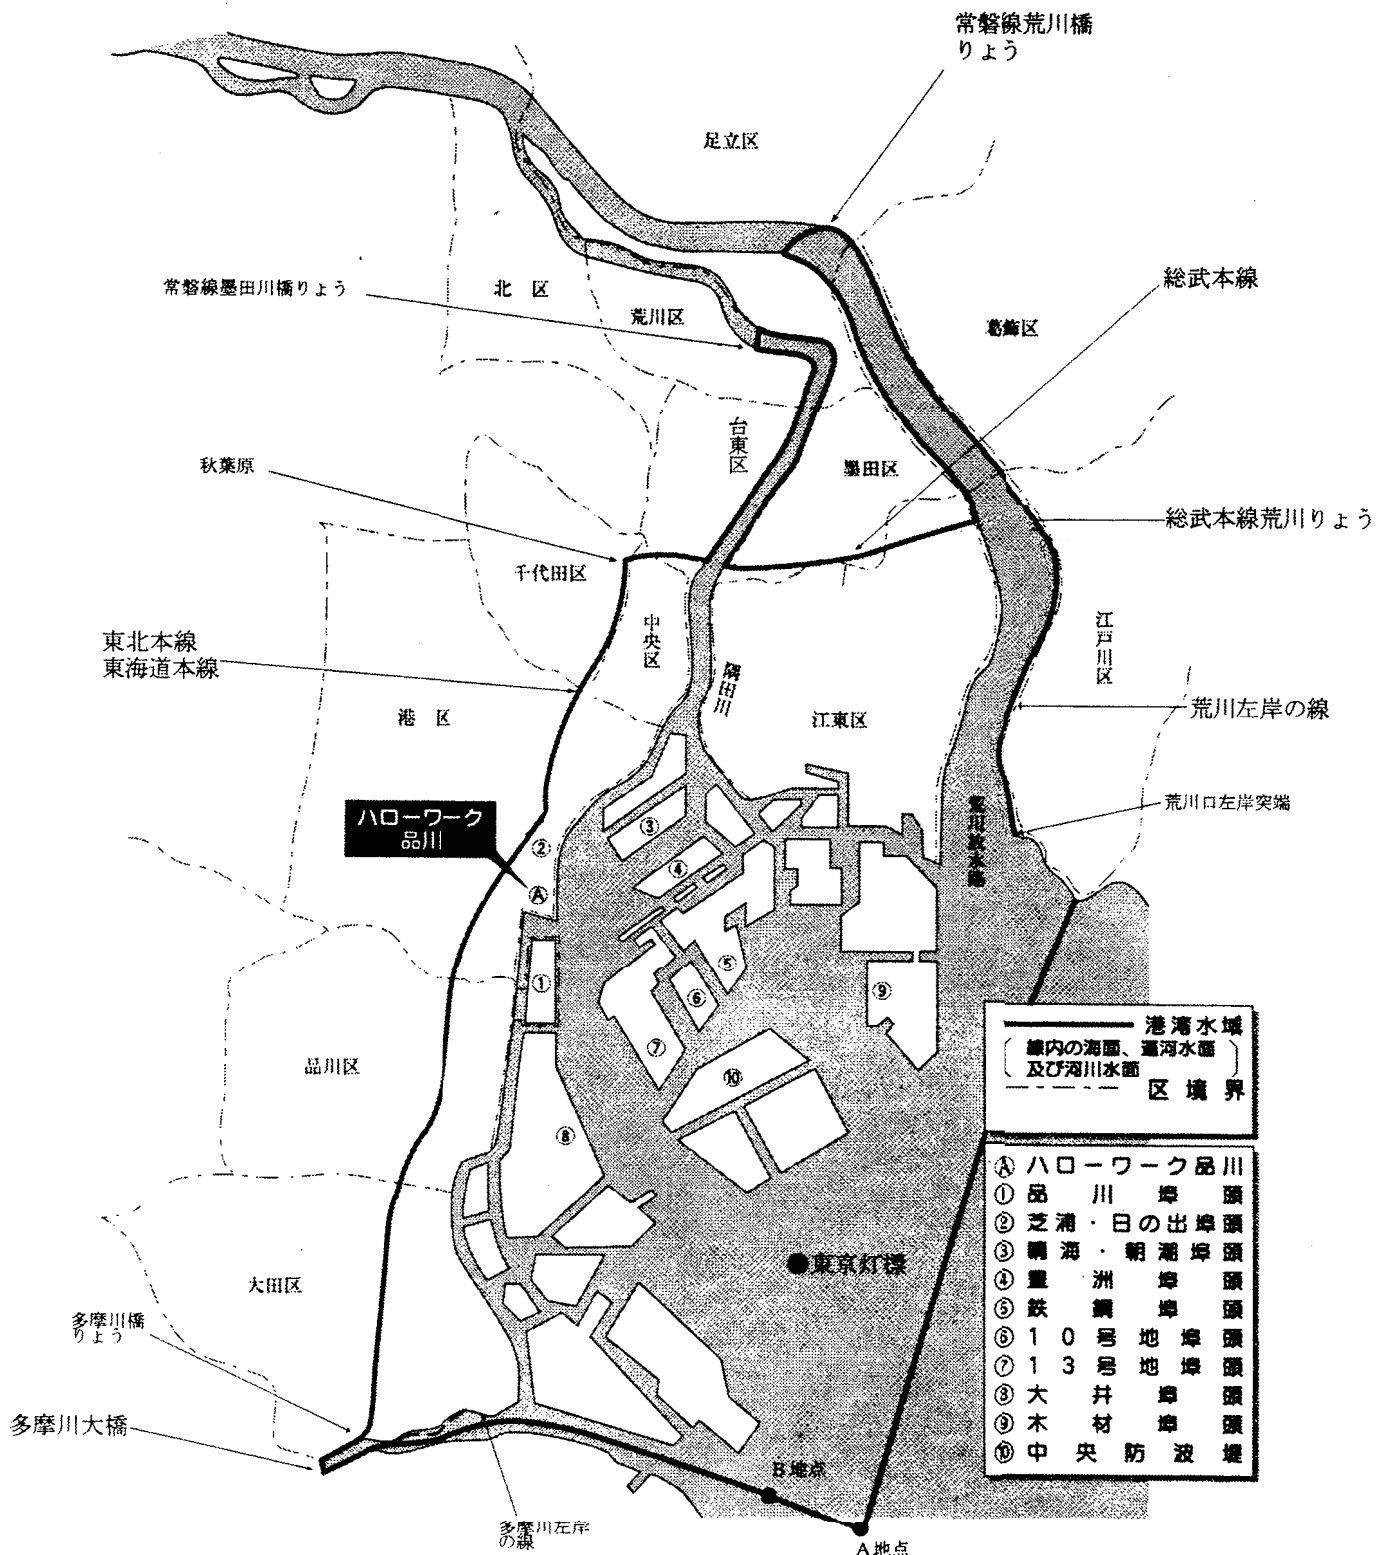 常磐線荒川橋
りょう
足立区
総武本線
常磐線墨田川橋りょう
北 区
荒川区
葛飾区
台東区
墨田区
秋葉原
総武本線荒川りょう
千代田区
中央区
江戸川区
東北本線
東海道本線
隅田川
港 区
江東区
荒川左岸の線
荒川放水路
荒川口左岸突端
ハローワーク
品川
②
③
④
Ⓐ
①
⑤
⑥
⑨
⑦
⑩
⑧
品川区
港湾水域
線内の海面、運河水面
及び河川水面
区境界
Ⓐ ハローワーク品川
① 品川埠頭
② 芝浦・日の出埠頭
③ 晴海・朝潮埠頭
④ 豊洲埠頭
⑤ 鉄鋼埠頭
⑥ 10号地埠頭
⑦ 13号地埠頭
⑧ 大井埠頭
⑨ 木材埠頭
⑩ 中央防波堤
東京灯標
大田区
多摩川橋
りょう
多摩川大橋
B地点
多摩川左岸
の線
A地点